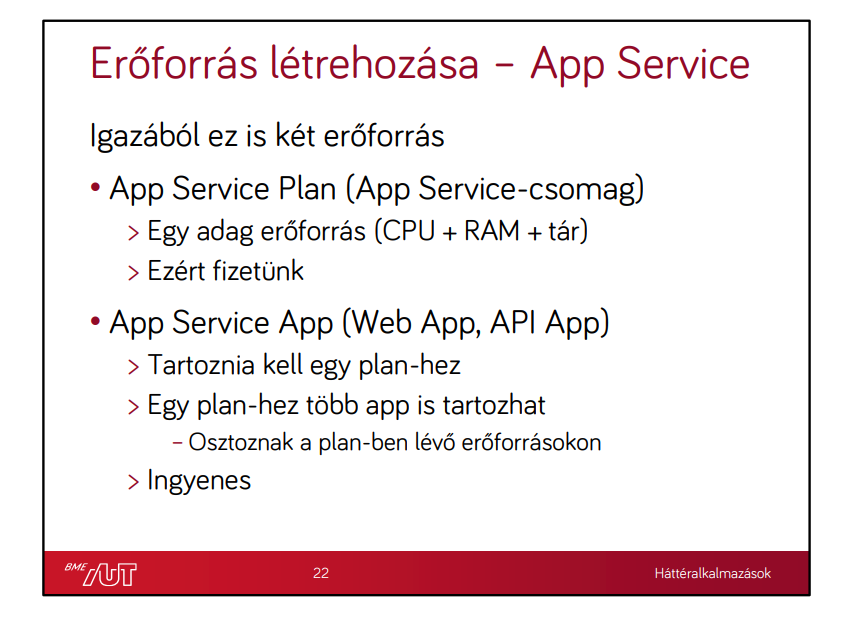 Erőforrás létrehozása – App Service
Igazából ez is két erőforrás
• App Service Plan (App Service-csomag)
> Egy adag erőforrás (CPU + RAM + tár)
> Ezért fizetünk
• App Service App (Web App, API App)
> Tartoznia kell egy plan-hez
> Egy plan-hez több app is tartozhat
– Osztoznak a plan-ben lévő erőforrásokon
> Ingyenes
BME AUT
22
Háttéralkalmazások